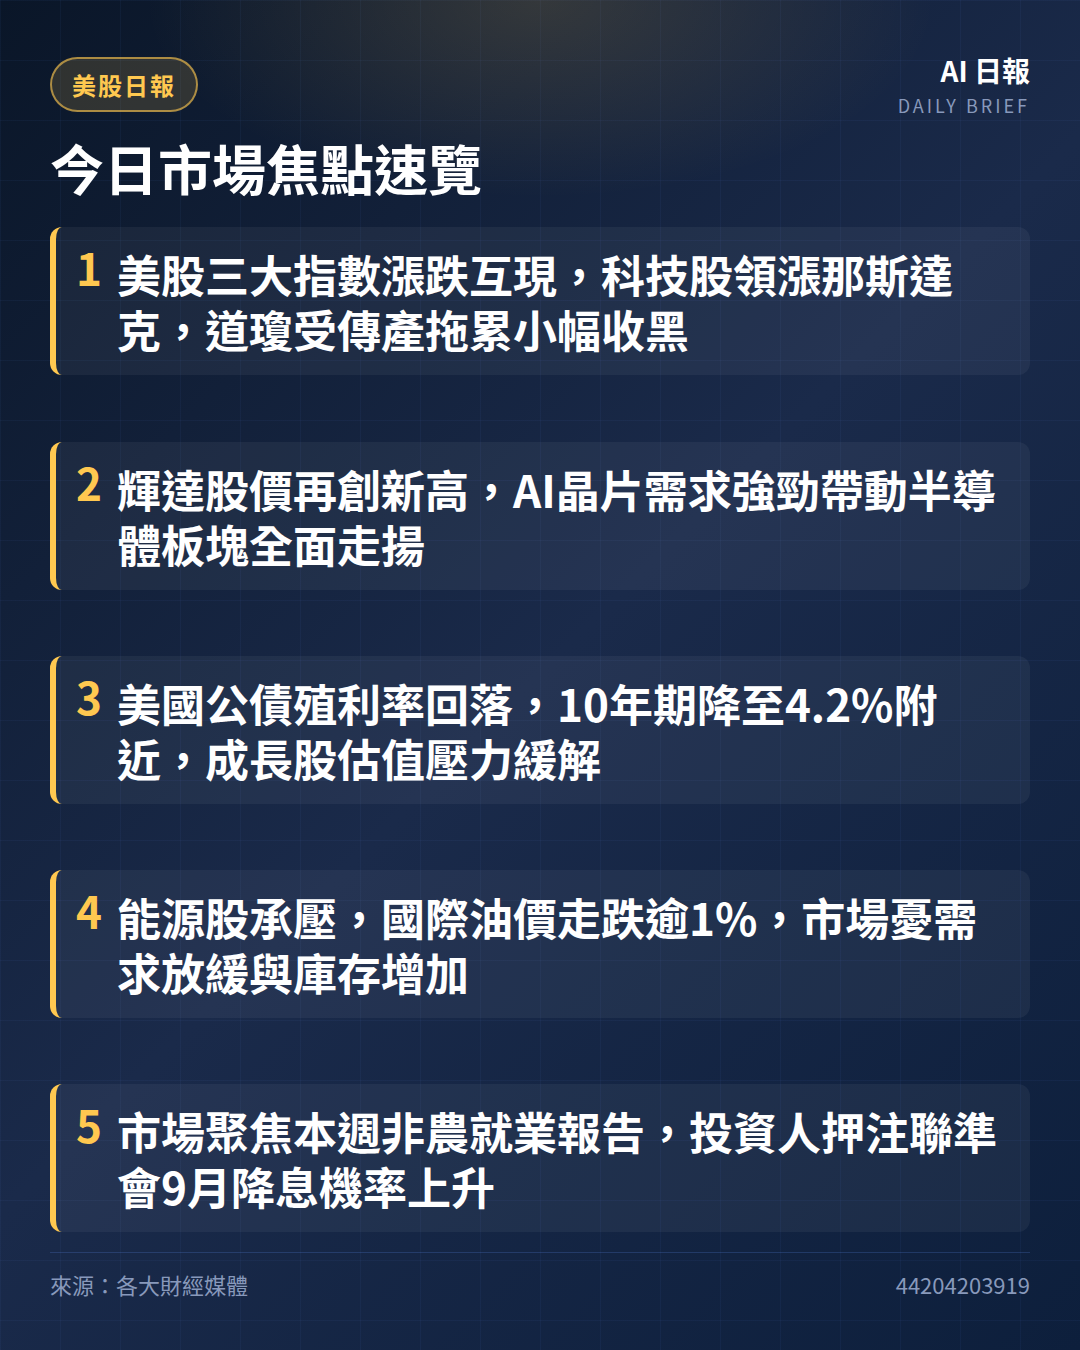 美股日報
AI 日報
DAILY BRIEF
今日市場焦點速覽
1 美股三大指數漲跌互現，科技股領漲那斯達
克，道瓊受傳產拖累小幅收黑
2 輝達股價再創新高，AI晶片需求強勁帶動半導
體板塊全面走揚
3 美國公債殖利率回落，10年期降至4.2%附
近，成長股估值壓力緩解
4 能源股承壓，國際油價走跌逾1%，市場憂需
求放緩與庫存增加
5 市場聚焦本週非農就業報告，投資人押注聯準
會9月降息機率上升
來源：各大財經媒體
44204203919